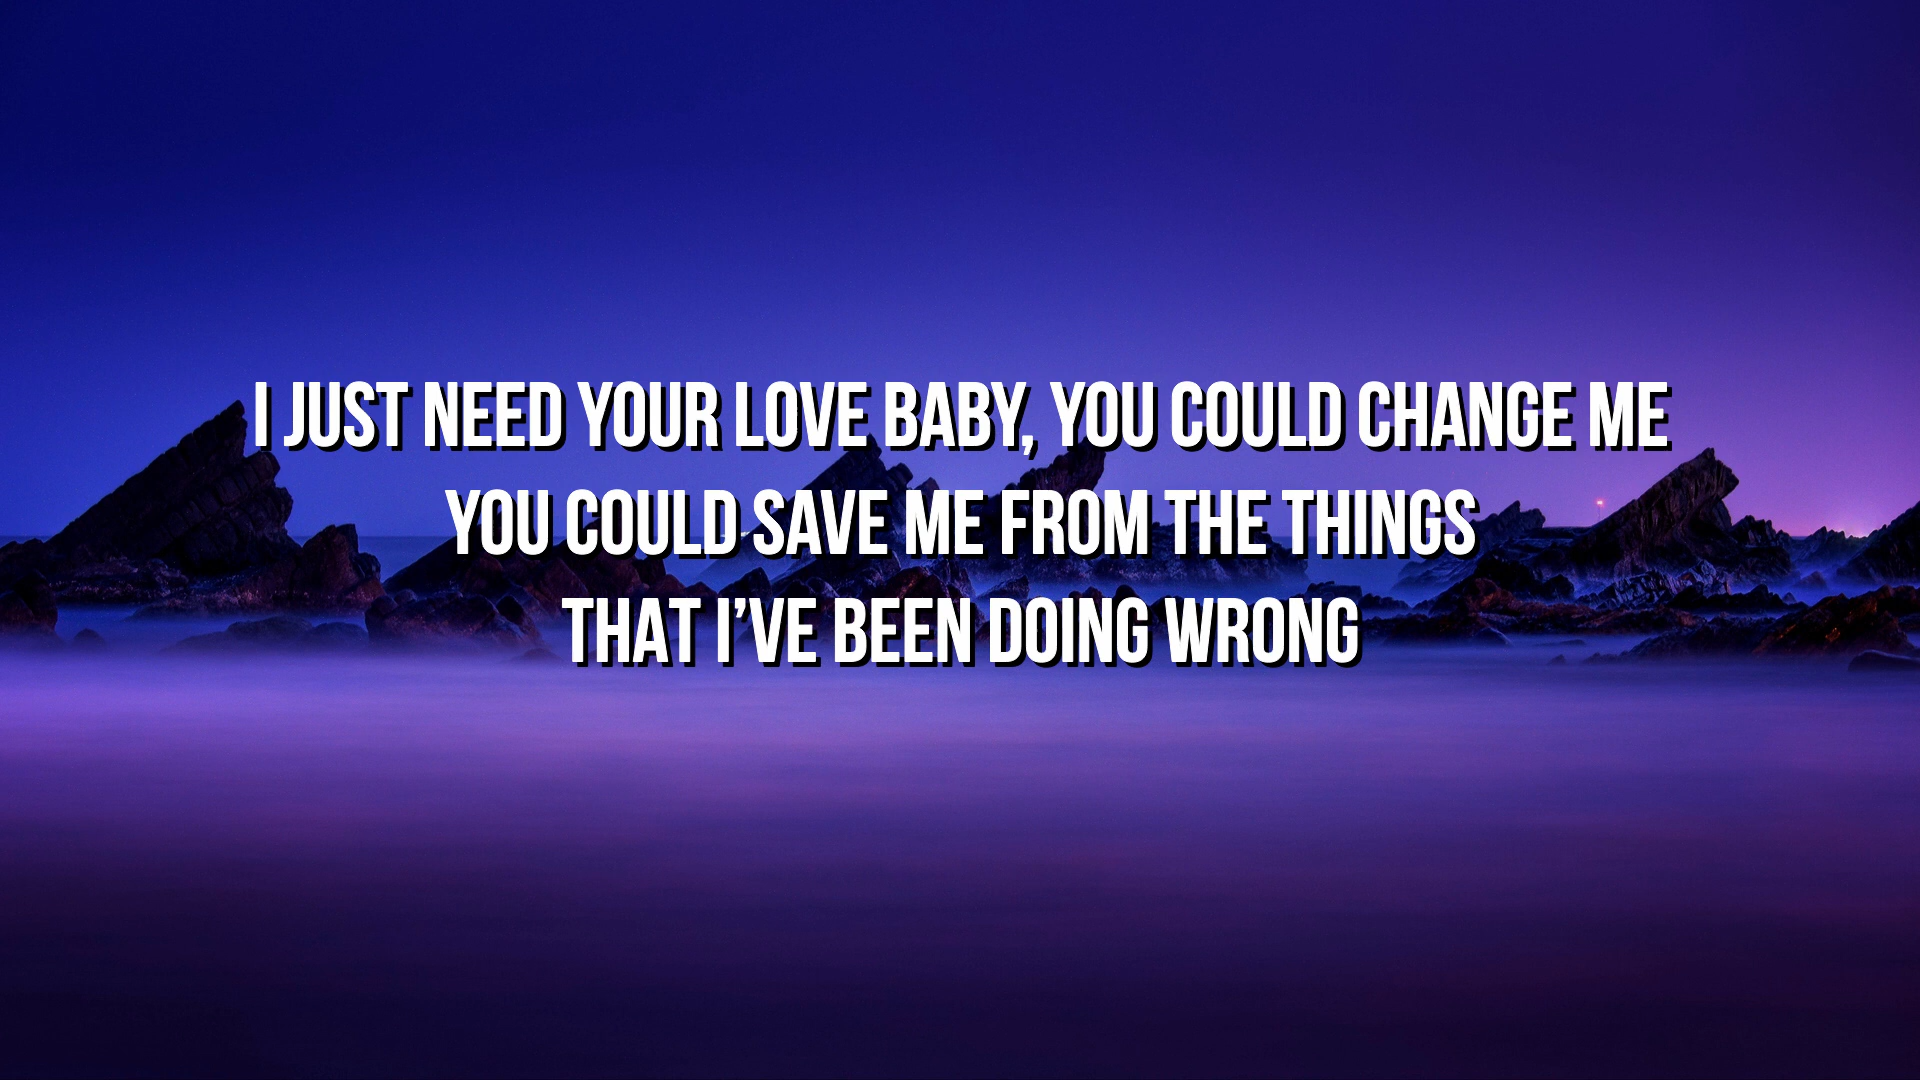 I JUST NEED YOUR LOVE BABY, YOU COULD CHANGE ME
YOU COULD SAVE ME FROM THE THINGS
THAT I’VE BEEN DOING WRONG